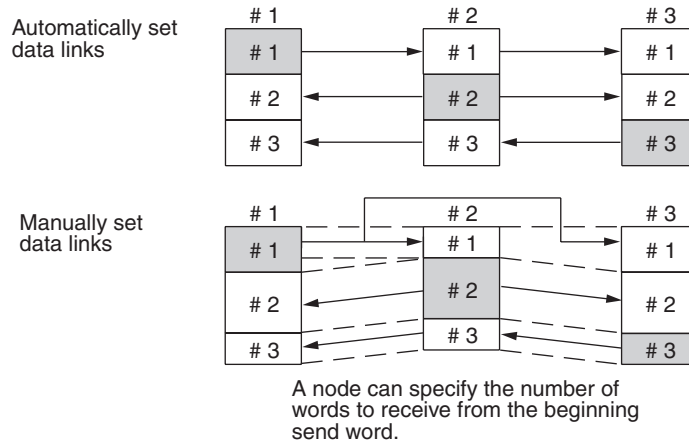 Automatically set
data links
# 1 # 2 # 3
# 1 # 1 # 1
# 2 # 2 # 2
# 3 # 3 # 3
Manually set
data links
# 1 # 2 # 3
# 1 # 1 # 1
# 2 # 2 # 2
# 3 # 3 # 3
A node can specify the number of
words to receive from the beginning
send word.